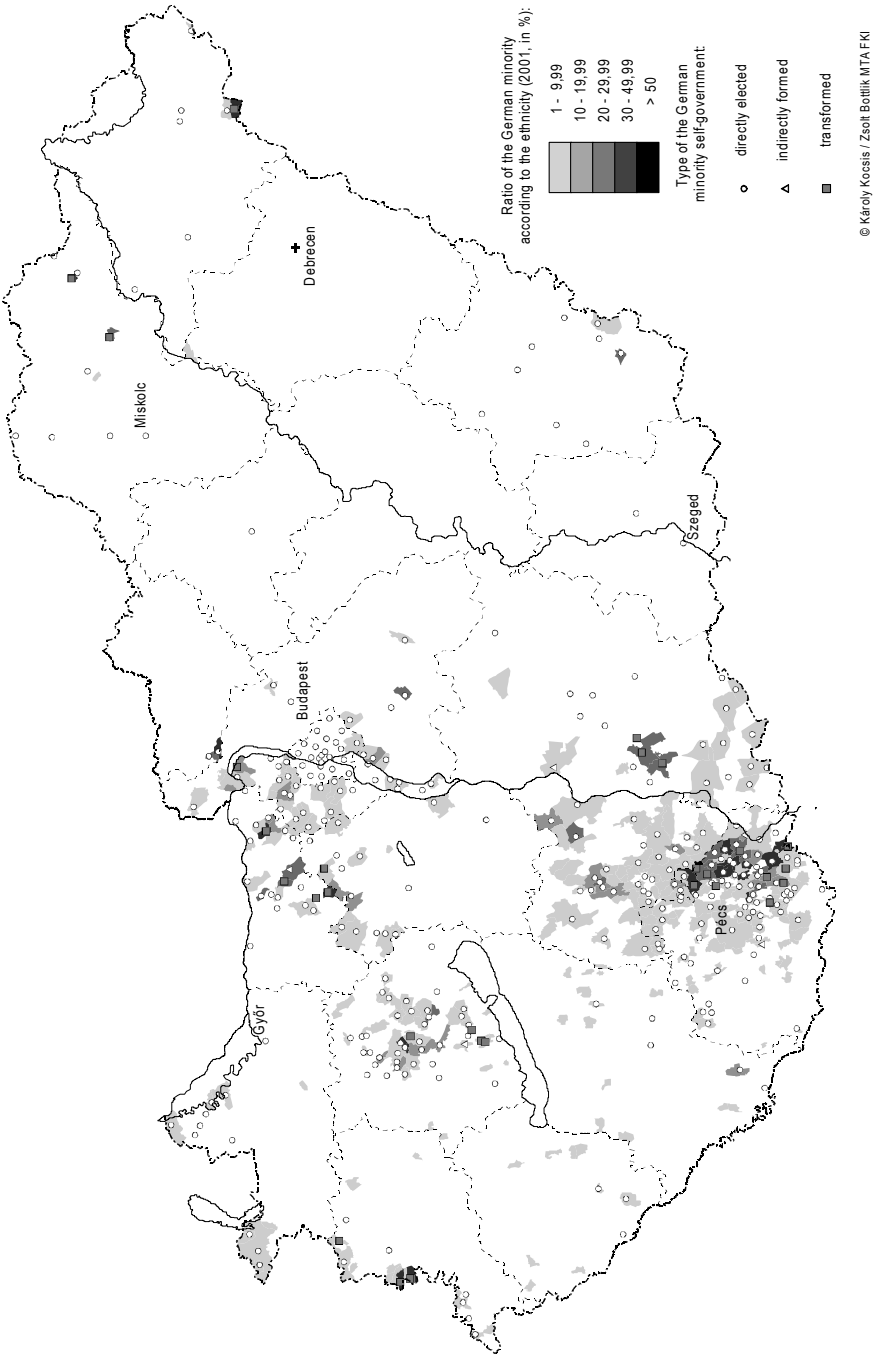 Miskolc
Debrecen
Budapest
Győr
Szeged
Pécs
Ratio of the German minority
according to the ethnicity (2001, in %):
1 - 9,99
10 - 19,99
20 - 29,99
30 - 49,99
> 50
Type of the German
minority self-government:
directly elected
indirectly formed
transformed
© Károly Kocsis / Zsolt Bottlik MTA FKI